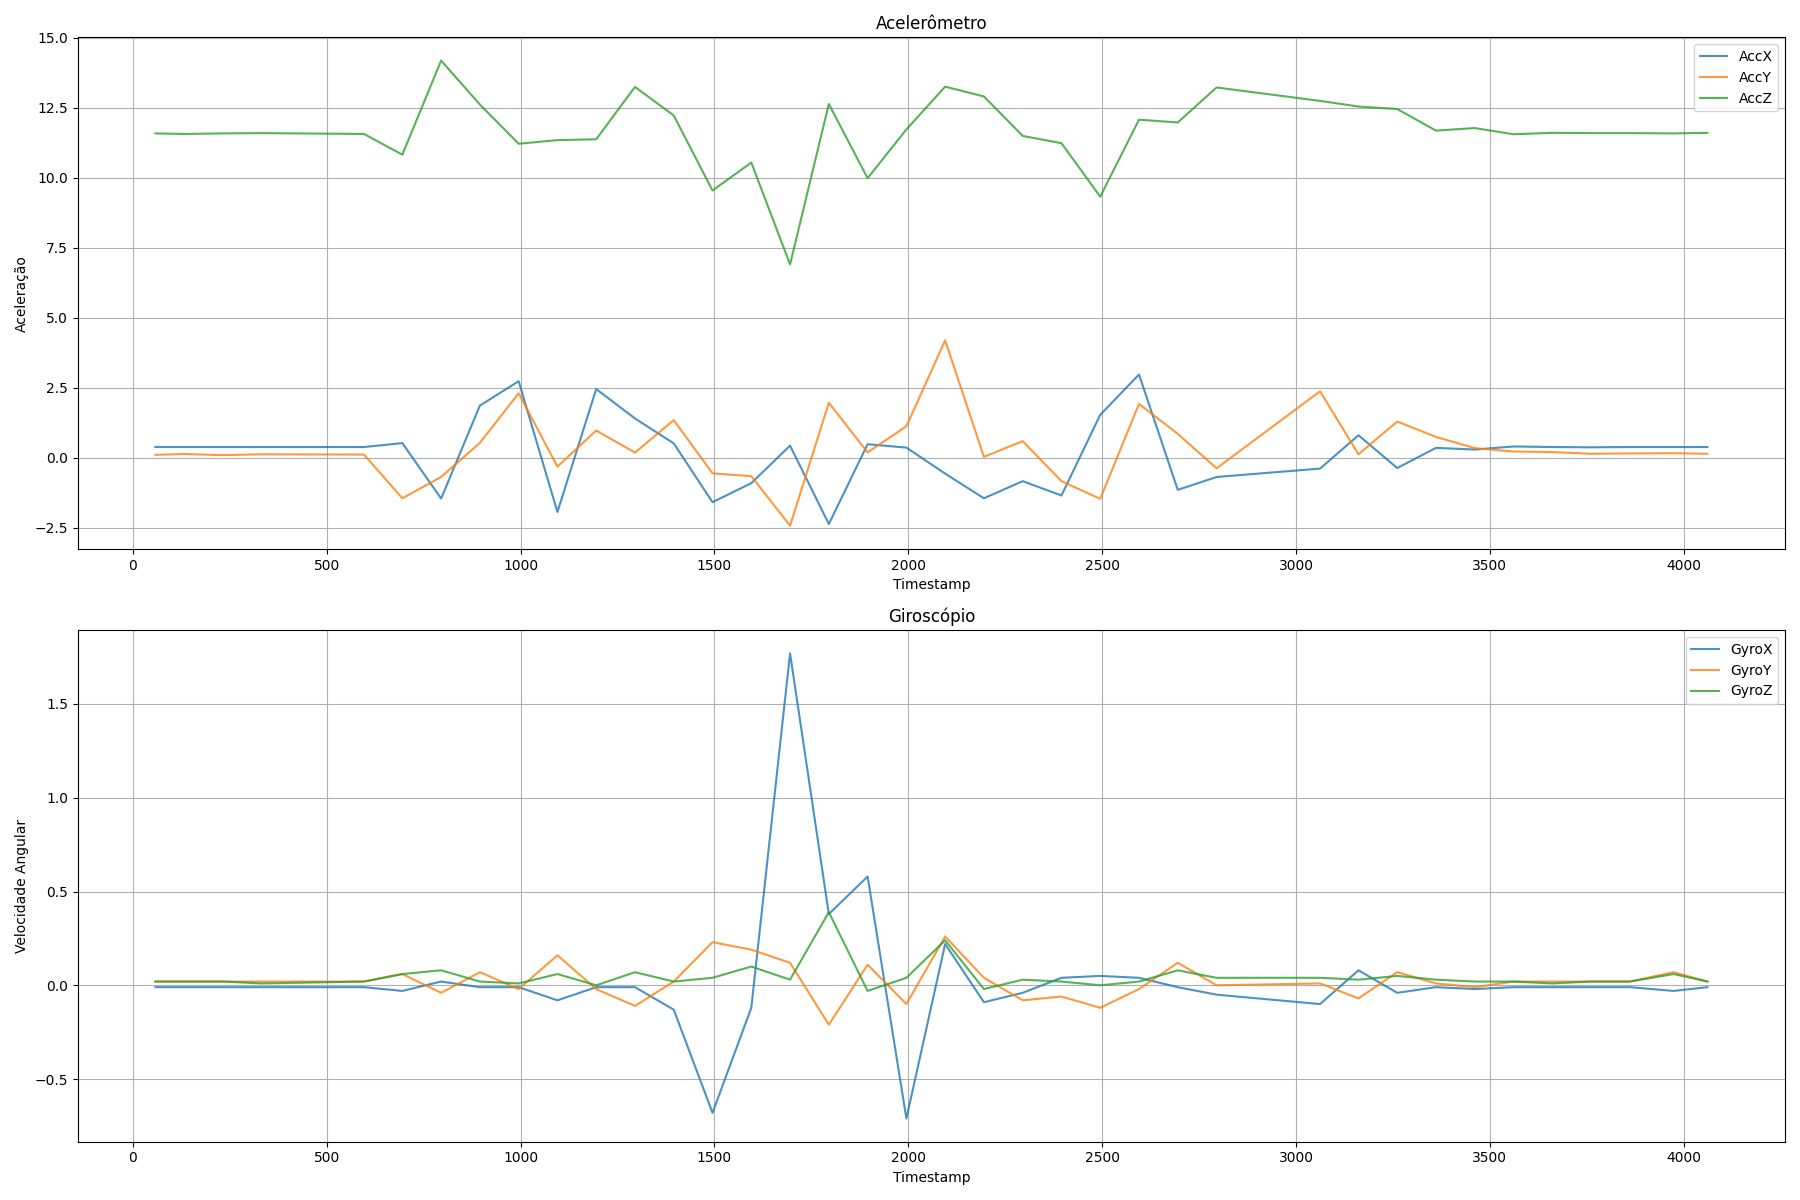 Acelerômetro
15.0
12.5
10.0
7.5
5.0
2.5
0.0
−2.5
Aceleração
AccX
AccY
AccZ
0 500 1000 1500 2000 2500 3000 3500 4000
Timestamp
Giroscópio
1.5
1.0
0.5
0.0
−0.5
Velocidade Angular
GyroX
GyroY
GyroZ
0 500 1000 1500 2000 2500 3000 3500 4000
Timestamp